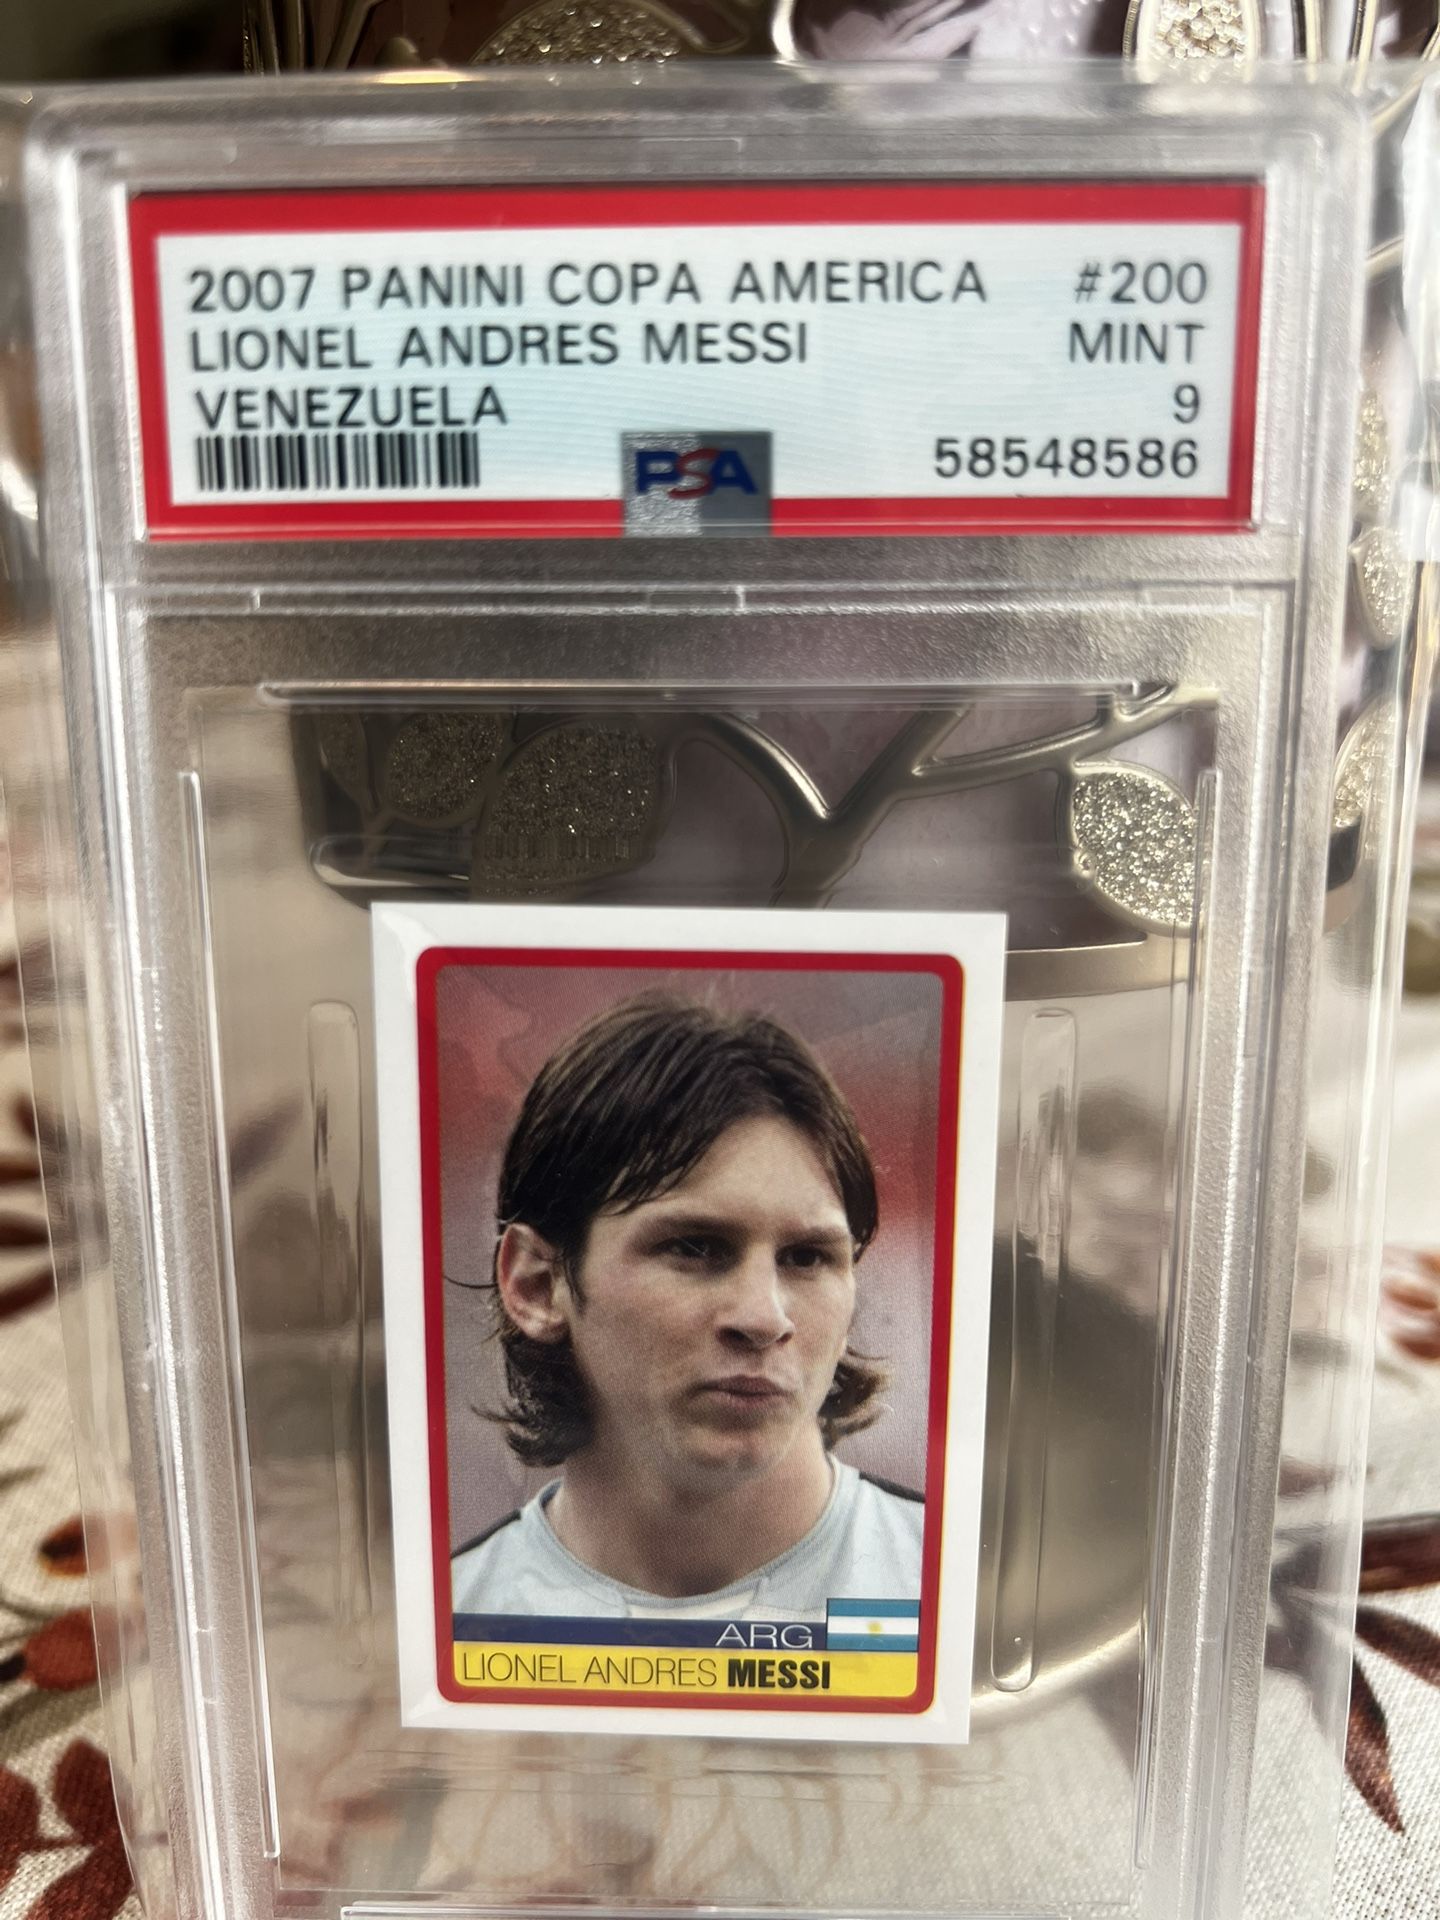 2007 PANINI COPA AMERICA #200
LIONEL ANDRES MESSI MINT
VENEZUELA 9
PSA 58548586
ARG
LIONEL ANDRES MESSI